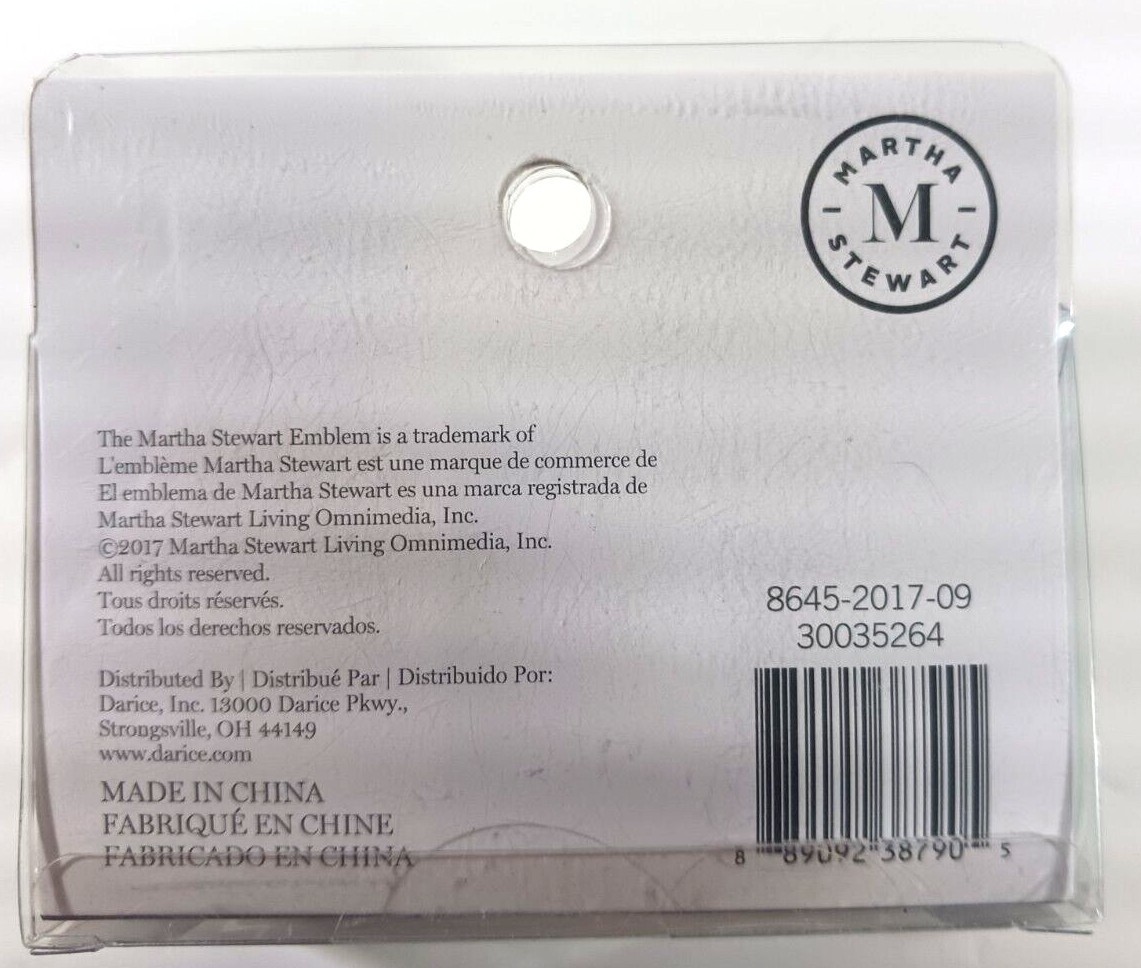 MARTHA
M
STEWART
The Martha Stewart Emblem is a trademark of
L'emblème Martha Stewart est une marque de commerce de
El emblema de Martha Stewart es una marca registrada de
Martha Stewart Living Omnimedia, Inc.
©2017 Martha Stewart Living Omnimedia, Inc.
All rights reserved.
Tous droits réservés.
Todos los derechos reservados.
Distributed By | Distribué Par | Distribuido Por:
Darice, Inc. 13000 Darice Pkwy.,
Strongsville, OH 44149
www.darice.com
MADE IN CHINA
FABRIQUÉ EN CHINE
FABRICADO EN CHINA
8645-2017-09
30035264
8 89092 38790 5